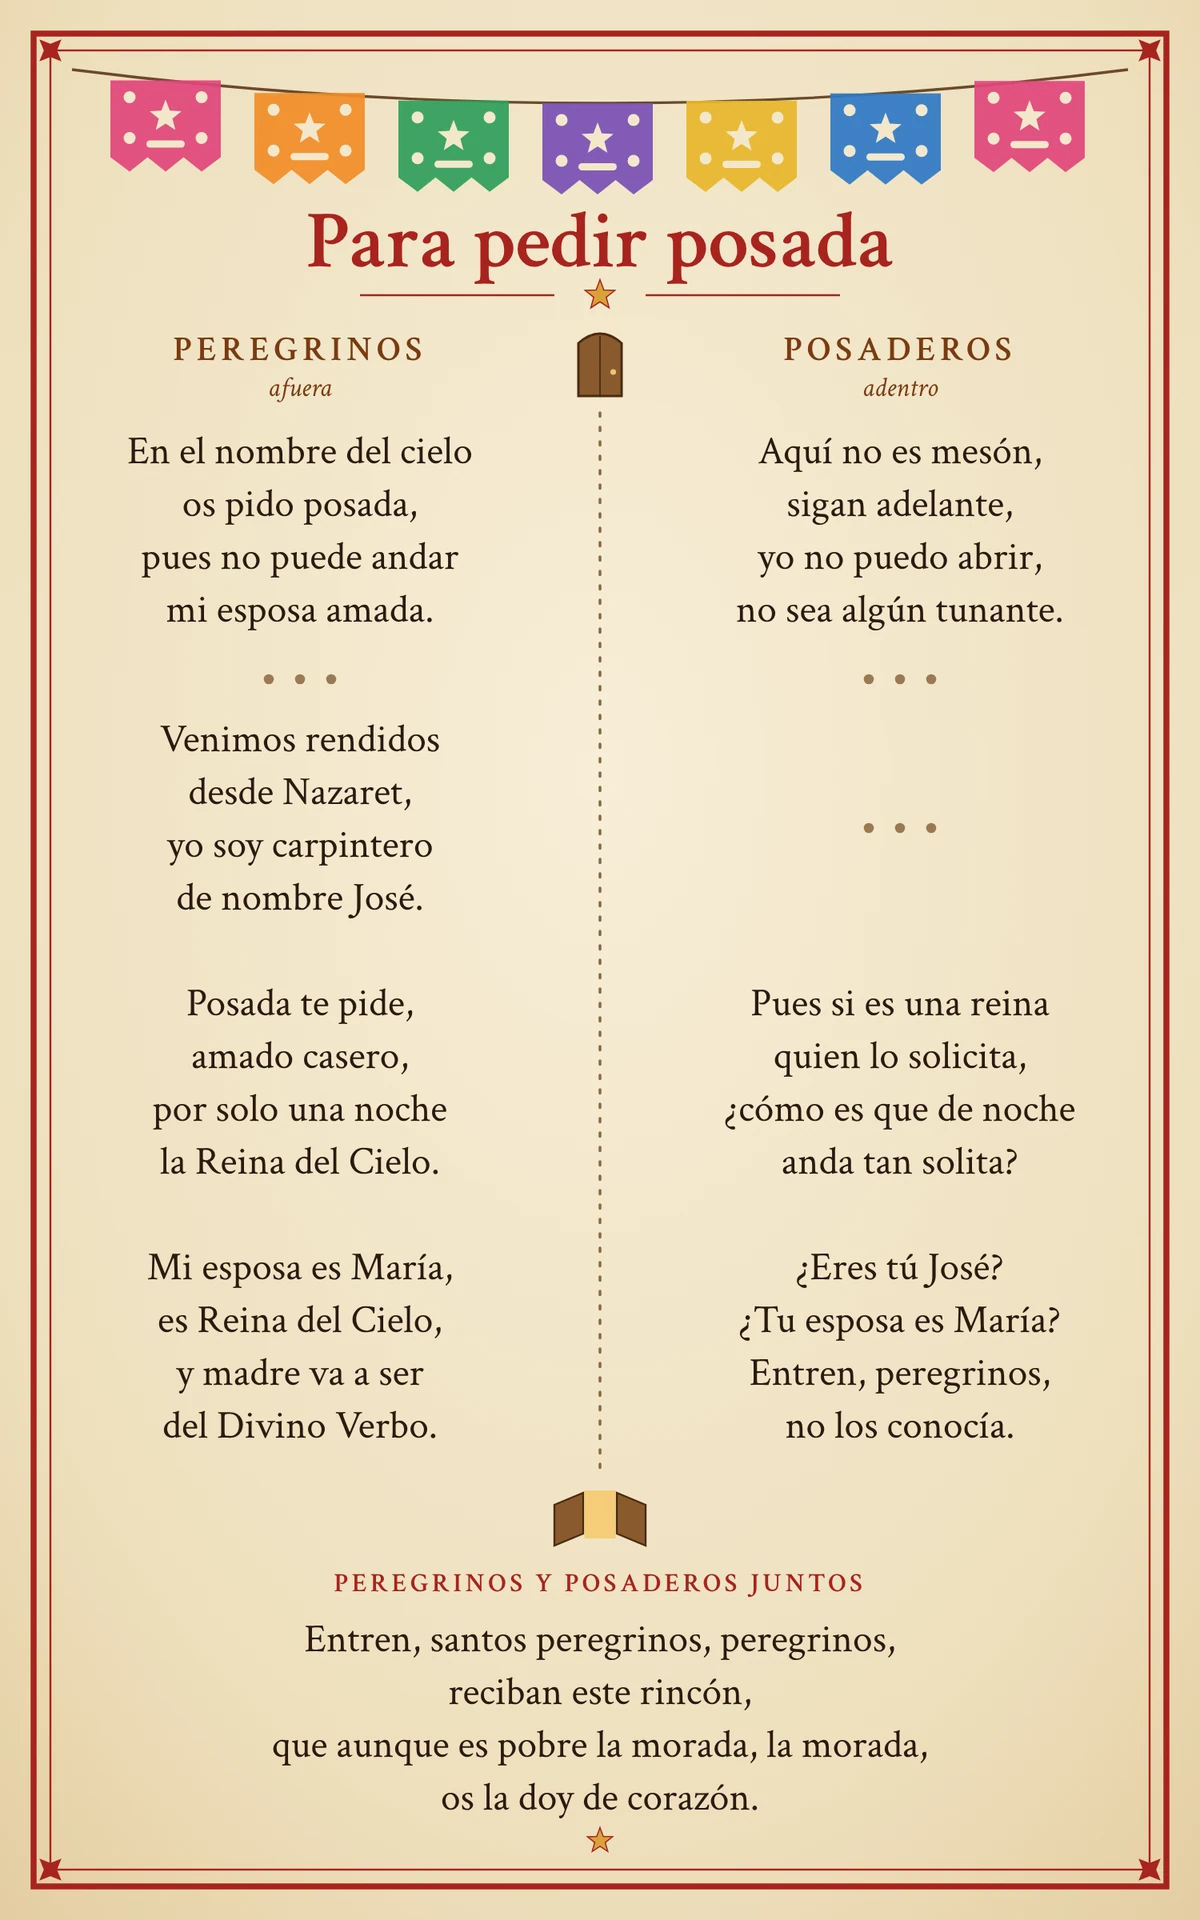 Para pedir posada
PEREGRINOS
afuera
En el nombre del cielo
os pido posada,
pues no puede andar
mi esposa amada.
• • •
Venimos rendidos
desde Nazaret,
yo soy carpintero
de nombre José.
Posada te pide,
amado casero,
por solo una noche
la Reina del Cielo.
Mi esposa es María,
es Reina del Cielo,
y madre va a ser
del Divino Verbo.
POSADEROS
adentro
Aquí no es mesón,
sigan adelante,
yo no puedo abrir,
no sea algún tunante.
• • •
• • •
Pues si es una reina
quien lo solicita,
¿cómo es que de noche
anda tan solita?
¿Eres tú José?
¿Tu esposa es María?
Entren, peregrinos,
no los conocía.
PEREGRINOS Y POSADEROS JUNTOS
Entren, santos peregrinos, peregrinos,
reciban este rincón,
que aunque es pobre la morada, la morada,
os la doy de corazón.